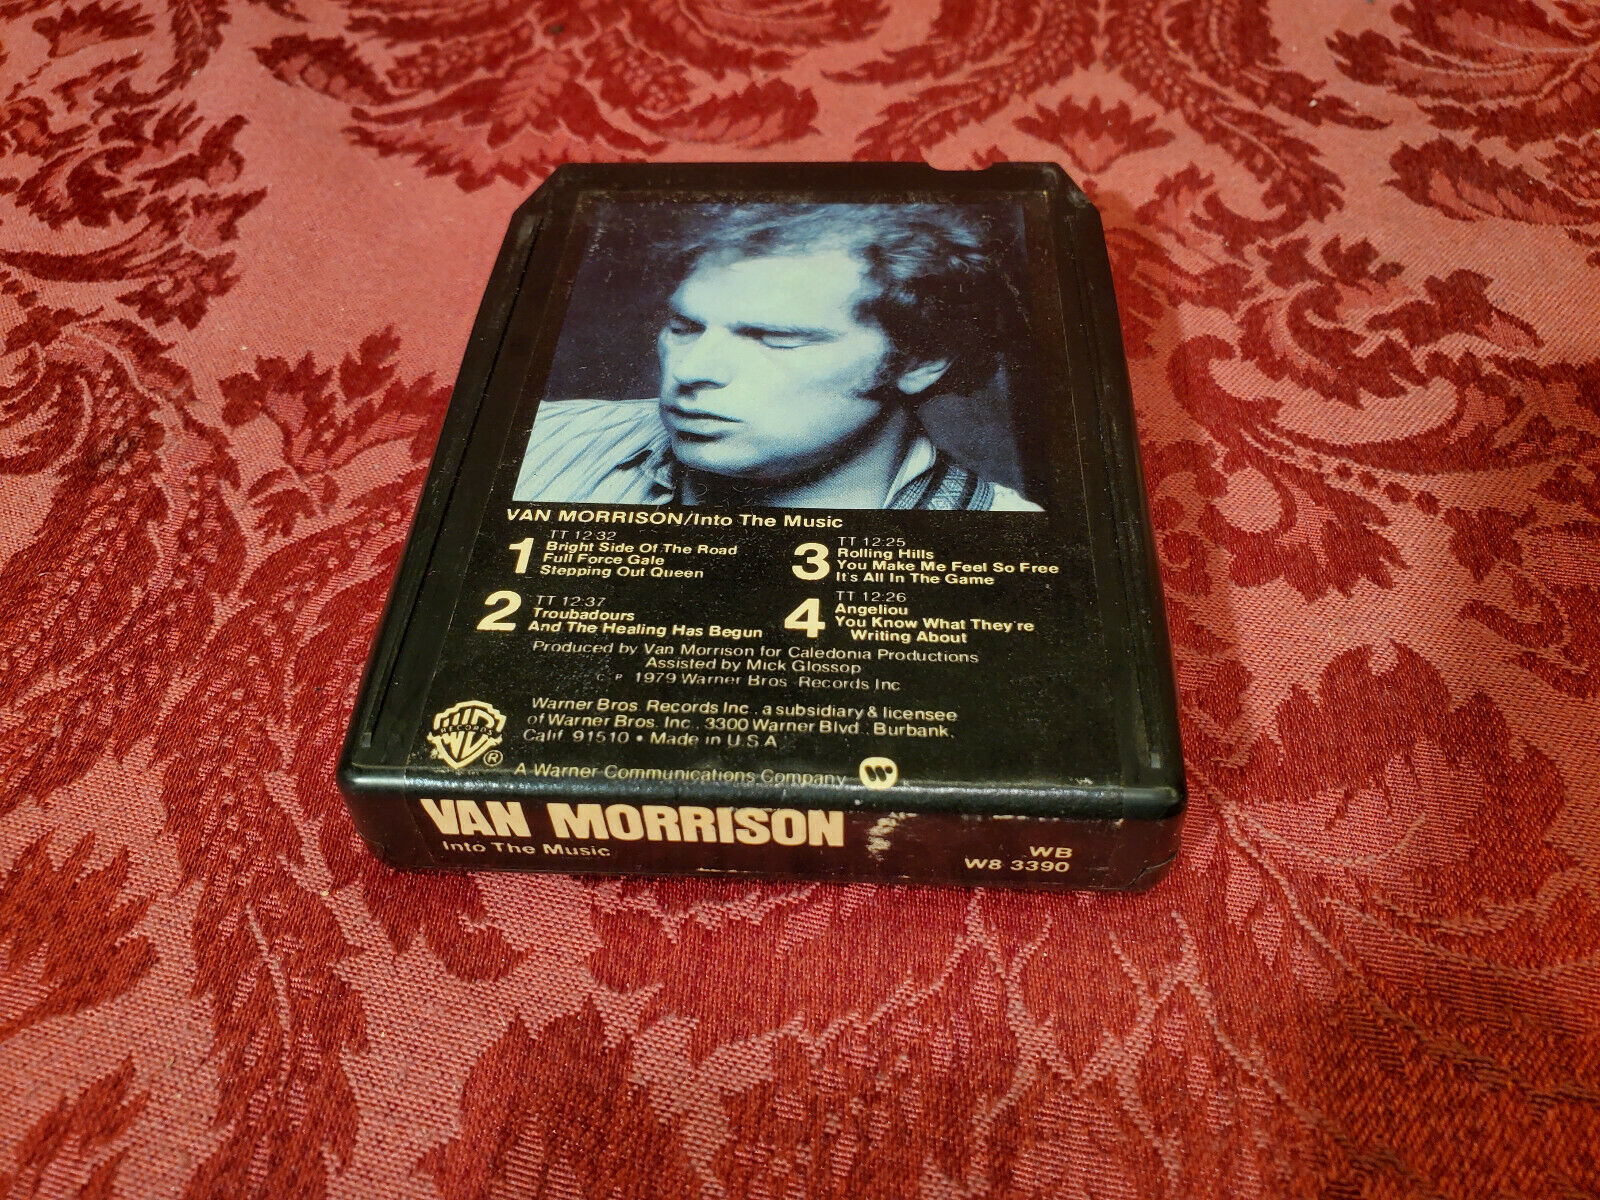 VAN MORRISON/Into The Music
1
TT 12:32
Bright Side Of The Road
Full Force Gale
Stepping Out Queen
2
TT 12:37
Troubadours
And The Healing Has Begun
3
TT 12:25
Rolling Hills
You Make Me Feel So Free
It's All In The Game
4
TT 12:26
Angeliou
You Know What They're
Writing About
Produced by Van Morrison for Caledonia Productions
Assisted by Mick Glossop
C P 1979 Warner Bros. Records Inc
WB
RECORDS
®
Warner Bros. Records Inc., a subsidiary & licensee
of Warner Bros. Inc., 3300 Warner Blvd., Burbank,
Calif. 91510 • Made in U.S.A
A Warner Communications Company
VAN MORRISON
Into The Music
WB
W8 3390